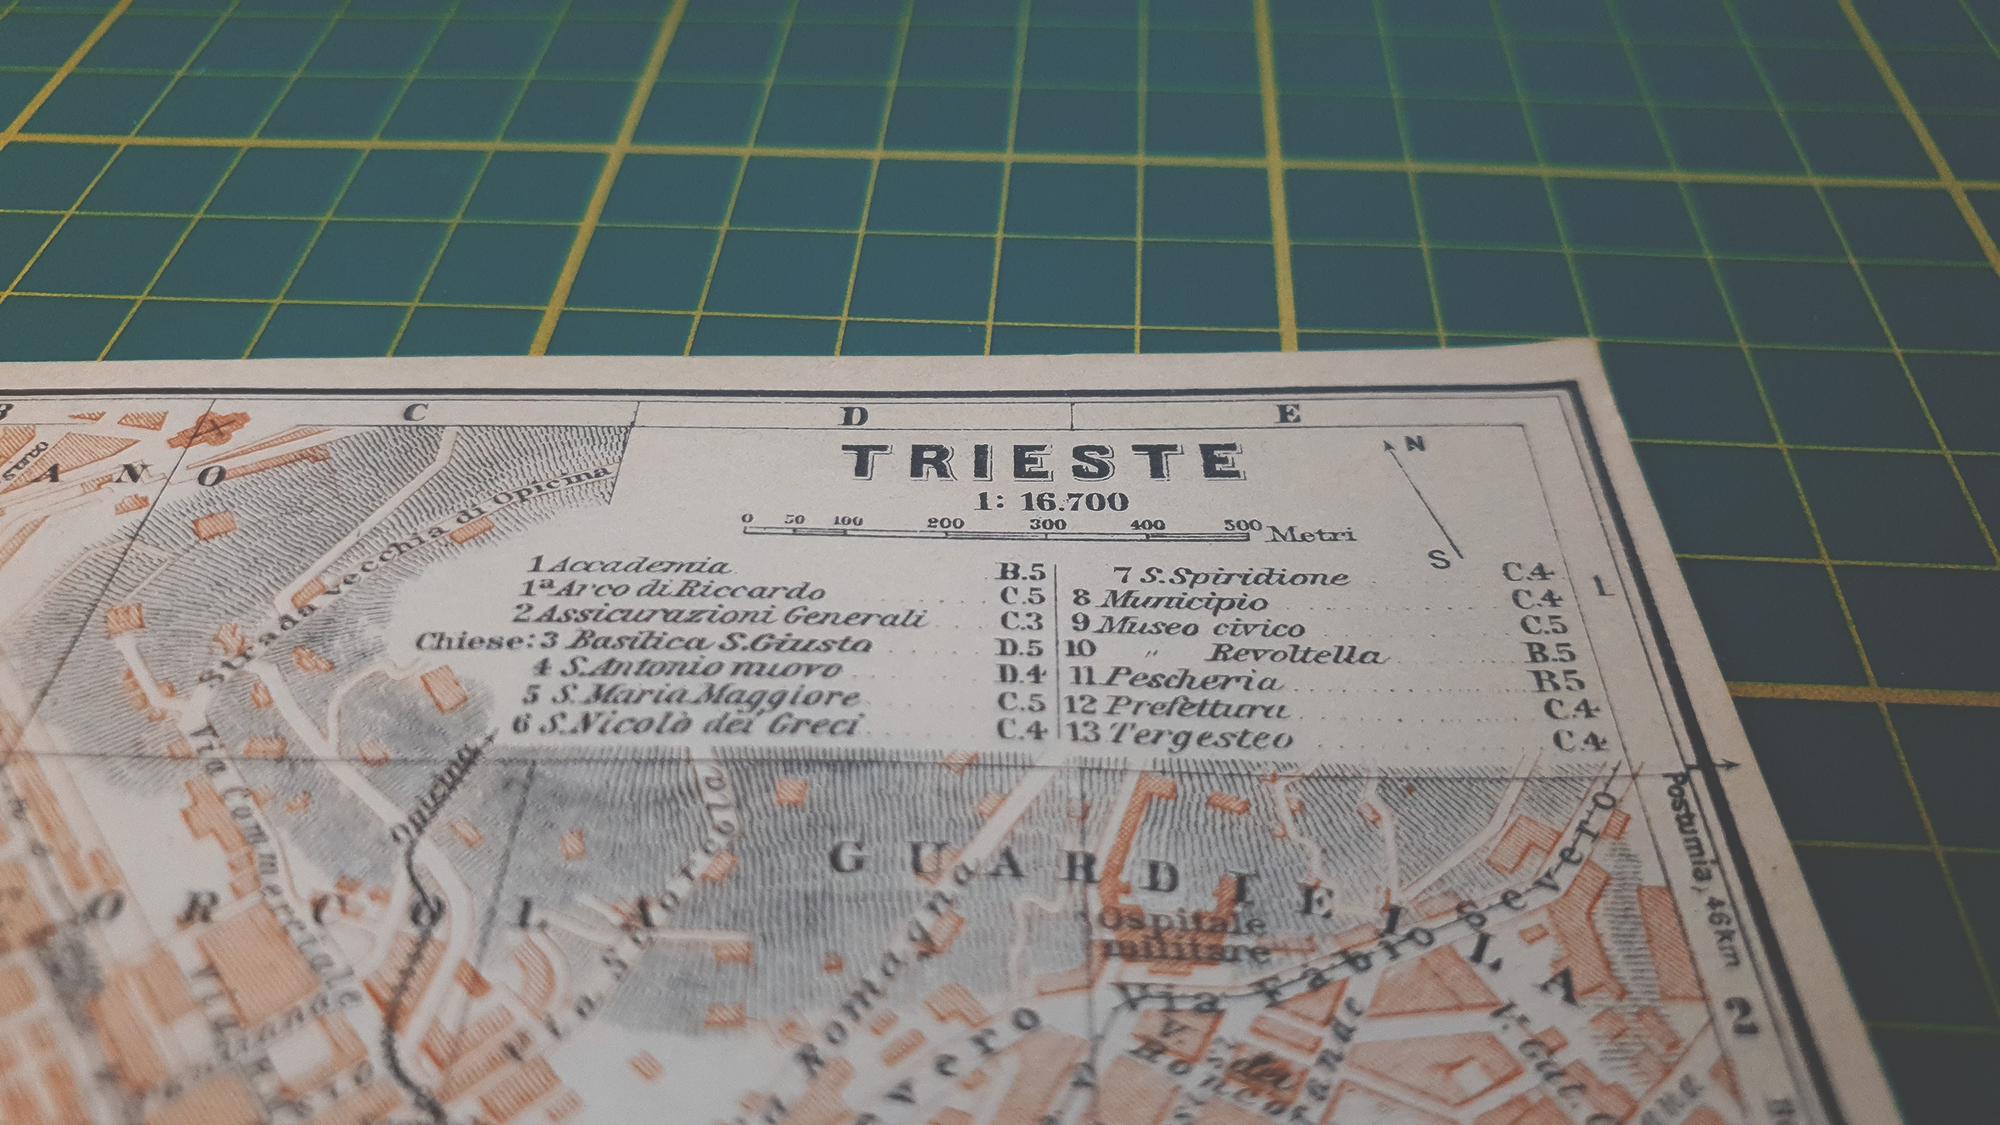 C D E
TRIESTE
N
1: 16.700
0 50 100 200 300 400 500 Metri
S
1 Accademia B.5
1ª Arco di Riccardo C.5
2 Assicurazioni Generali C.3
Chiese: 3 Basilica S. Giusto D.5
4 S. Antonio nuovo D.4
5 S. Maria Maggiore C.5
6 S. Nicolò dei Greci C.4
7 S. Spiridione C.4
8 Municipio C.4
9 Museo civico C.5
10 " Revoltella B.5
11 Pescheria B5
12 Prefettura C.4
13 Tergesteo C.4
1
A N O
Strada vecchia di Opicina
Via Commerciale
Opicina
GUARDIELLA
Ospitale
militare
Via Fabio Severo
Romagna
Postumia, 46 km
2